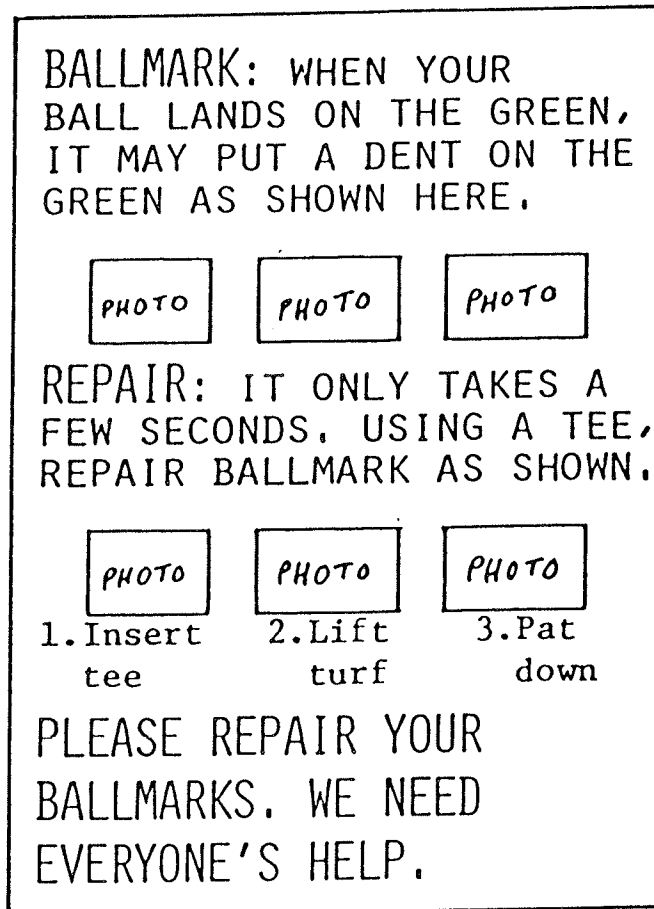 BALLMARK: WHEN YOUR
BALL LANDS ON THE GREEN,
IT MAY PUT A DENT ON THE
GREEN AS SHOWN HERE.
PHOTO PHOTO PHOTO
REPAIR: IT ONLY TAKES A
FEW SECONDS. USING A TEE,
REPAIR BALLMARK AS SHOWN.
PHOTO PHOTO PHOTO
1.Insert 2.Lift 3.Pat
tee turf down
PLEASE REPAIR YOUR
BALLMARKS. WE NEED
EVERYONE'S HELP.